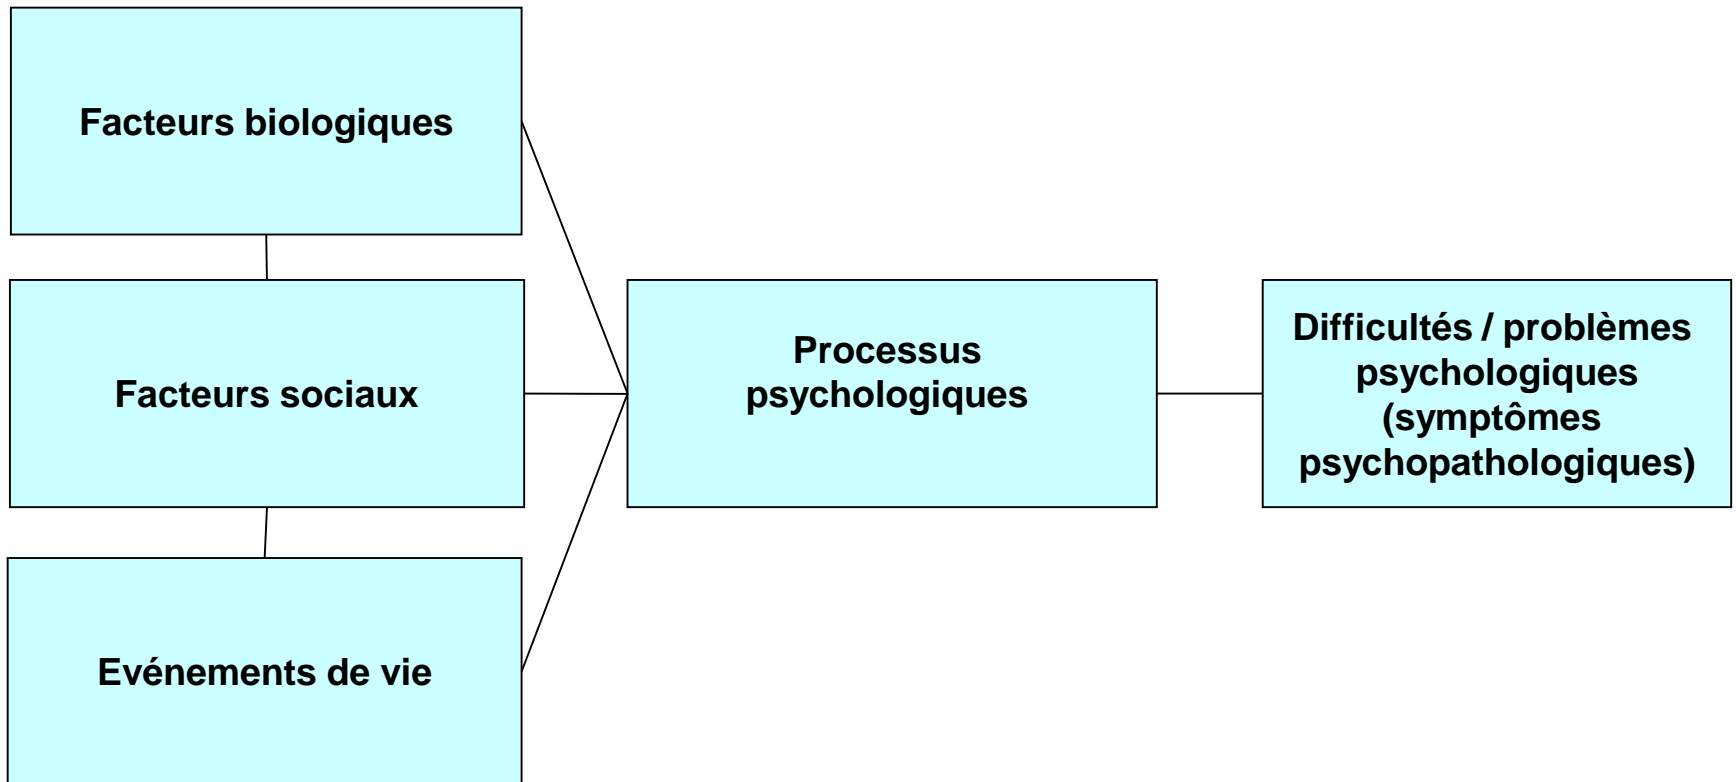 Facteurs biologiques
Facteurs sociaux
Evénements de vie
Processus
psychologiques
Difficultés / problèmes
psychologiques
(symptômes
psychopathologiques)